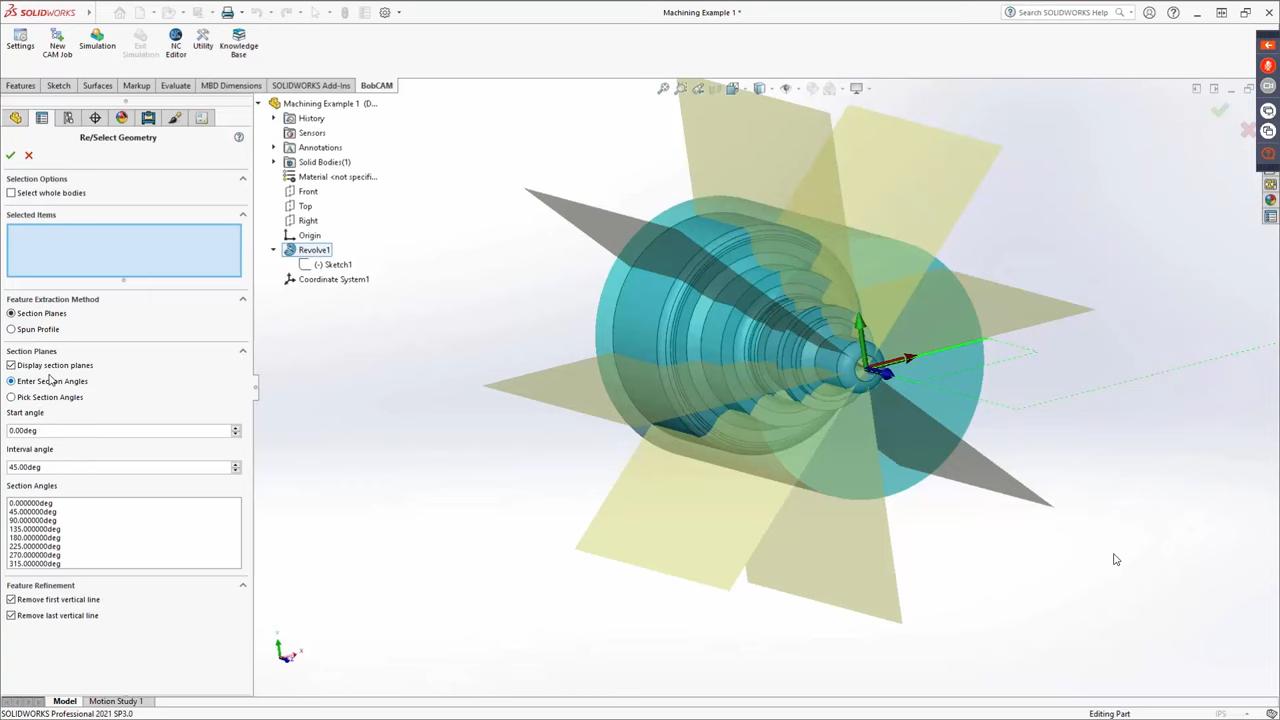 SOLIDWORKS
Machining Example 1 *
Search SOLIDWORKS Help
Settings
New
CAM Job
Simulation
Exit
Simulation
NC
Editor
Utility
Knowledge
Base
Features
Sketch
Surfaces
Markup
Evaluate
MBD Dimensions
SOLIDWORKS Add-Ins
BobCAM
Re/Select Geometry
Selection Options
Select whole bodies
Selected Items
Feature Extraction Method
Section Planes
Spun Profile
Section Planes
Display section planes
Enter Section Angles
Pick Section Angles
Start angle
0.00deg
Interval angle
45.00deg
Section Angles
0.000000deg
45.000000deg
90.000000deg
135.000000deg
180.000000deg
225.000000deg
270.000000deg
315.000000deg
Feature Refinement
Remove first vertical line
Remove last vertical line
Machining Example 1 (D...
History
Sensors
Annotations
Solid Bodies(1)
Material <not specifi...
Front
Top
Right
Origin
Revolve1
(-) Sketch1
Coordinate System1
Model
Motion Study 1
SOLIDWORKS Professional 2021 SP3.0
Editing Part
IPS